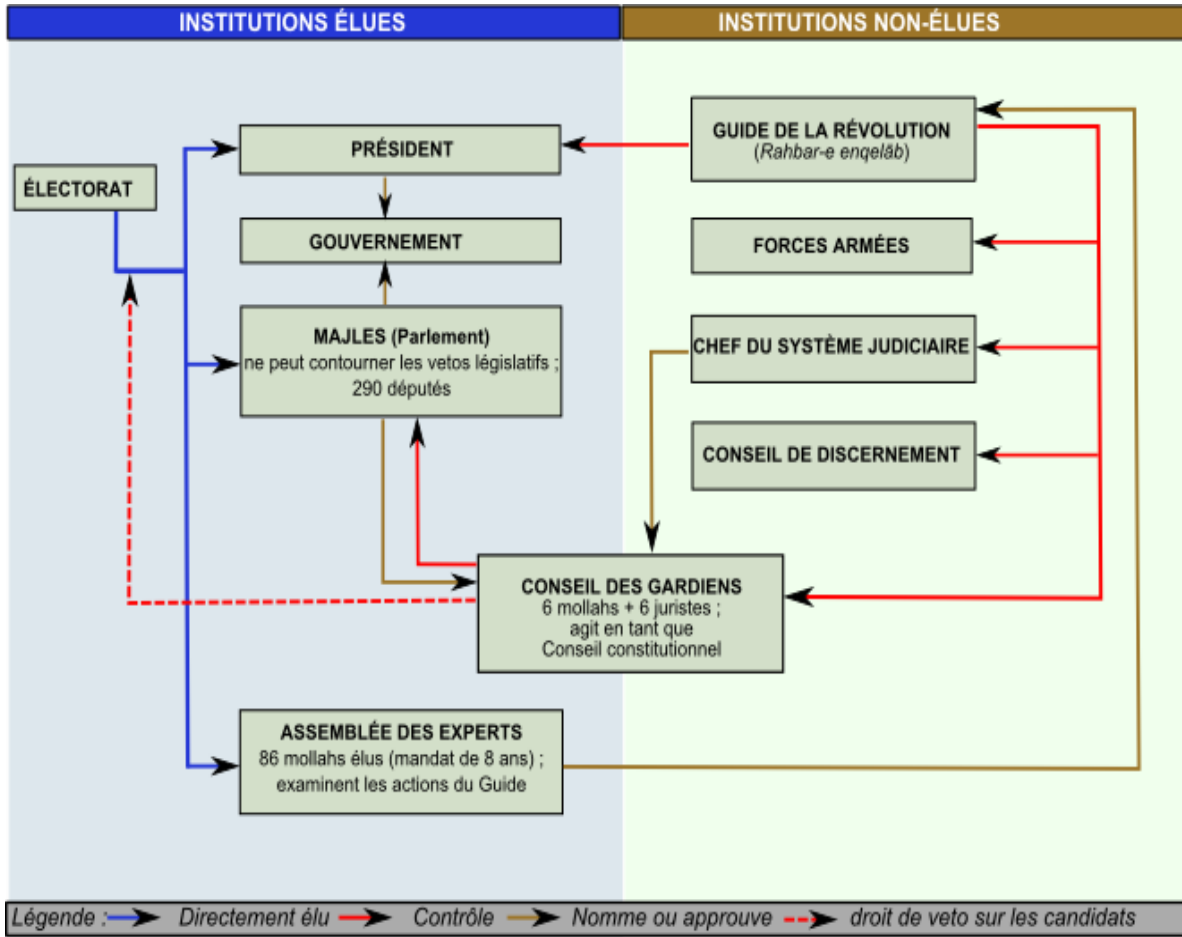 INSTITUTIONS ÉLUES
INSTITUTIONS NON-ÉLUES
ÉLECTORAT
PRÉSIDENT
GOUVERNEMENT
MAJLES (Parlement)
ne peut contourner les vetos législatifs ;
290 députés
GUIDE DE LA RÉVOLUTION
(Rahbar-e enqelâb)
FORCES ARMÉES
CHEF DU SYSTÈME JUDICIAIRE
CONSEIL DE DISCERNEMENT
CONSEIL DES GARDIENS
6 mollahs + 6 juristes ;
agit en tant que
Conseil constitutionnel
ASSEMBLÉE DES EXPERTS
86 mollahs élus (mandat de 8 ans) ;
examinent les actions du Guide
Légende : Directement élu Contrôle Nomme ou approuve droit de veto sur les candidats